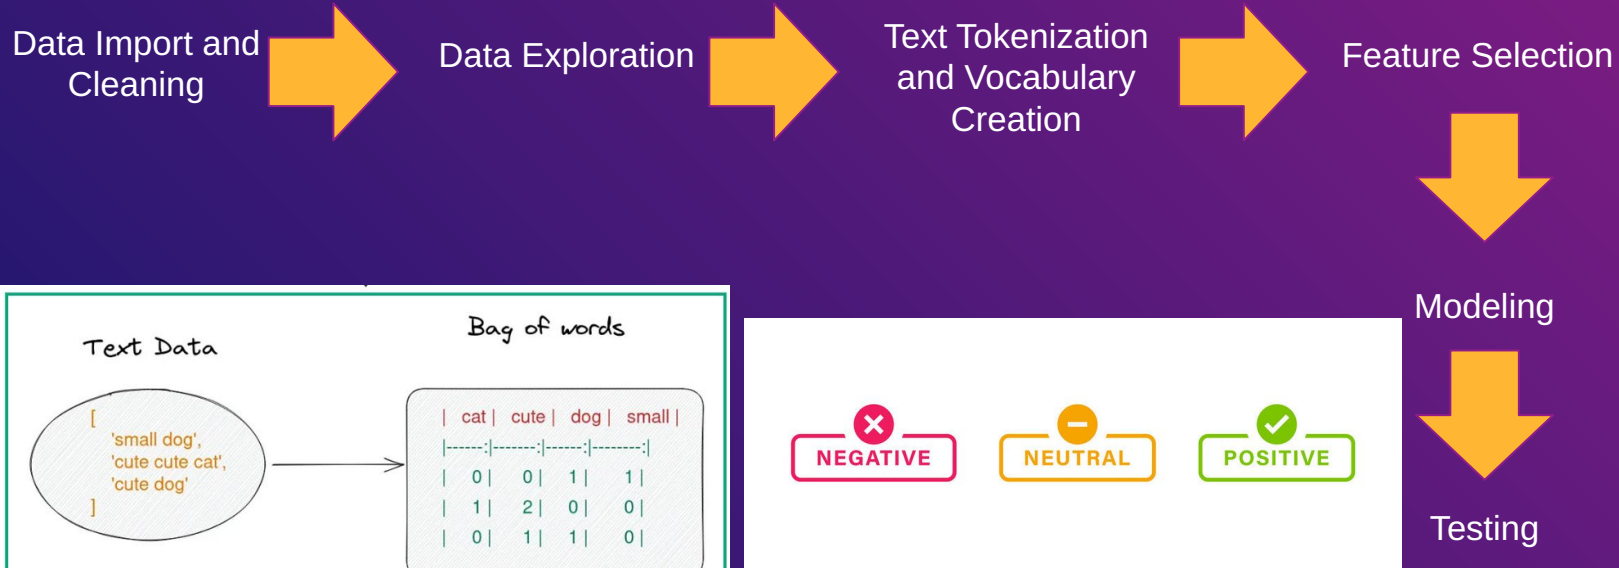 Data Import and
Cleaning
Data Exploration
Text Tokenization
and Vocabulary
Creation
Feature Selection
Modeling
Testing
Text Data
[
'small dog',
'cute cute cat',
'cute dog'
]
Bag of words
| cat | cute | dog | small |
|------:|-------:|------:|--------:|
| 0 | 0 | 1 | 1 |
| 1 | 2 | 0 | 0 |
| 0 | 1 | 1 | 0 |
NEGATIVE
NEUTRAL
POSITIVE